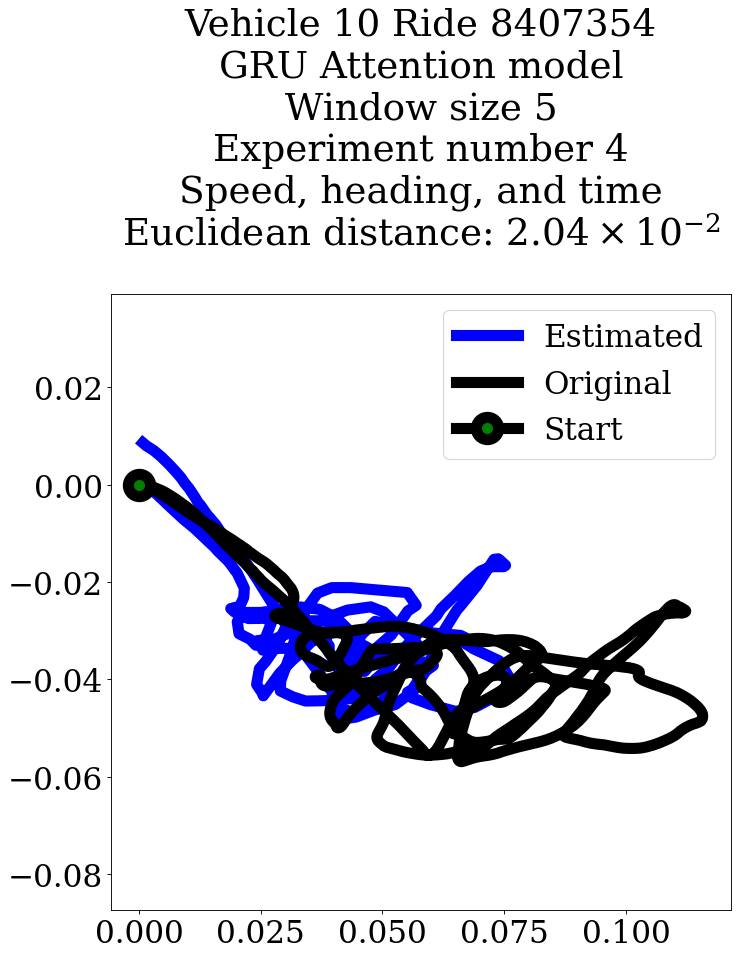 Vehicle 10 Ride 8407354
GRU Attention model
Window size 5
Experiment number 4
Speed, heading, and time
Euclidean distance: 2.04 × 10⁻²
Estimated
Original
Start
0.02
0.00
−0.02
−0.04
−0.06
−0.08
0.000 0.025 0.050 0.075 0.100